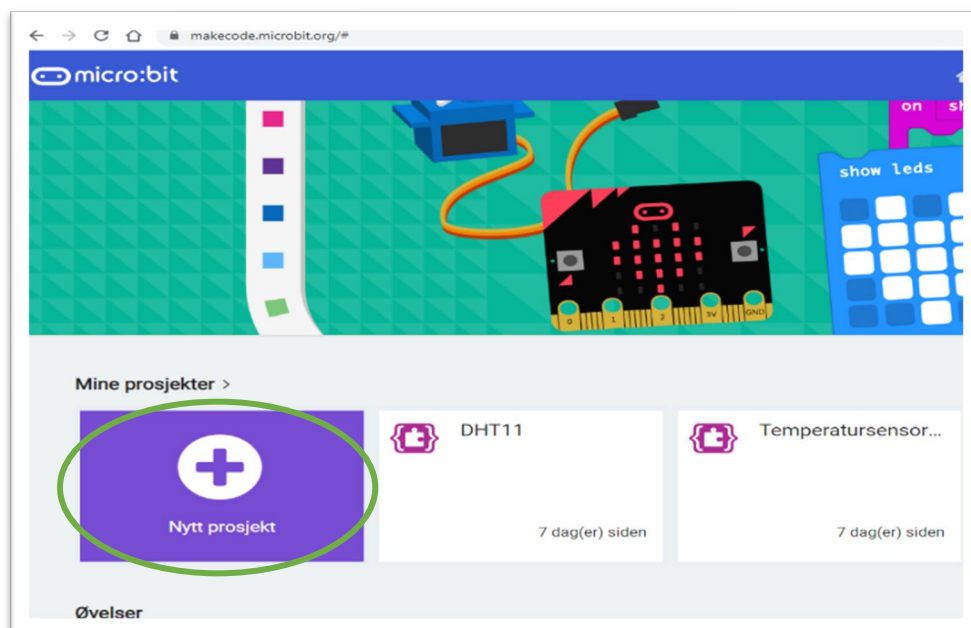 makecode.microbit.org/#
micro:bit
on sh
show leds
0 1 2 3V GND
Mine prosjekter >
DHT11
Temperatursensor...
Nytt prosjekt
7 dag(er) siden
7 dag(er) siden
Øvelser